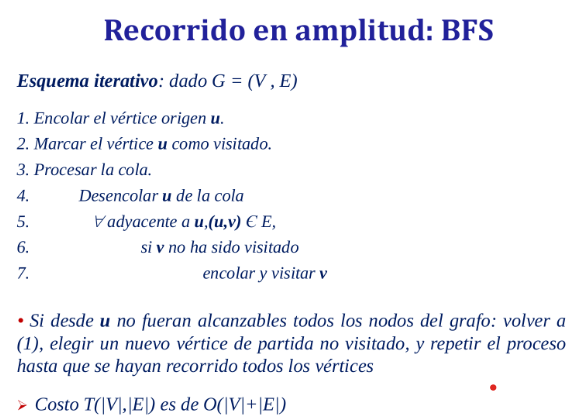 Recorrido en amplitud: BFS
Esquema iterativo: dado G = (V , E)
1. Encolar el vértice origen u.
2. Marcar el vértice u como visitado.
3. Procesar la cola.
4. Desencolar u de la cola
5. ∀ adyacente a u,(u,v) Є E,
6. si v no ha sido visitado
7. encolar y visitar v
• Si desde u no fueran alcanzables todos los nodos del grafo: volver a
(1), elegir un nuevo vértice de partida no visitado, y repetir el proceso
hasta que se hayan recorrido todos los vértices
➢ Costo T(|V|,|E|) es de O(|V|+|E|)